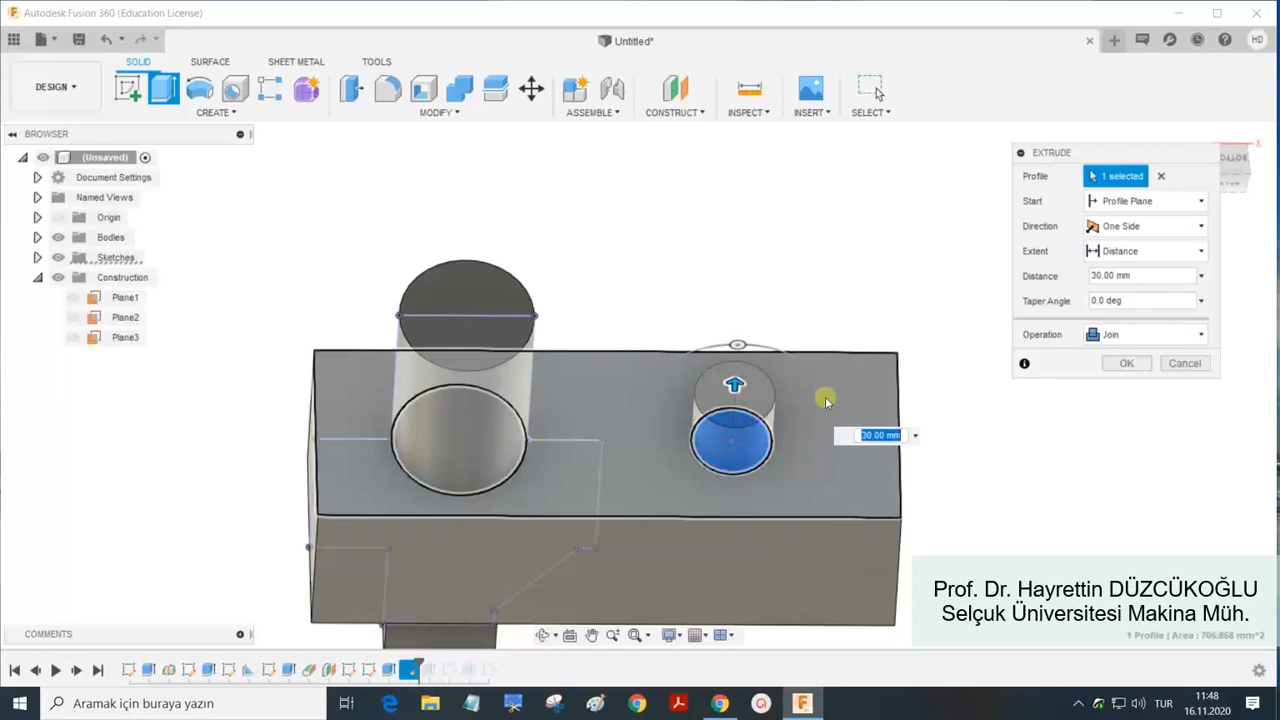 Autodesk Fusion 360 (Education License)
Untitled*
HD
SOLID
SURFACE
SHEET METAL
TOOLS
DESIGN
CREATE
MODIFY
ASSEMBLE
CONSTRUCT
INSPECT
INSERT
SELECT
BROWSER
(Unsaved)
Document Settings
Named Views
Origin
Bodies
Sketches
Construction
Plane1
Plane2
Plane3
EXTRUDE
Profile
1 selected
Start
Profile Plane
Direction
One Side
Extent
Distance
Distance
30.00 mm
Taper Angle
0.0 deg
Operation
Join
OK
Cancel
30.00 mm
Prof. Dr. Hayrettin DÜZCÜKOĞLU
Selçuk Üniversitesi Makina Müh.
1 Profile | Area : 706.858 mm^2
COMMENTS
Aramak için buraya yazın
TUR
11:48
16.11.2020